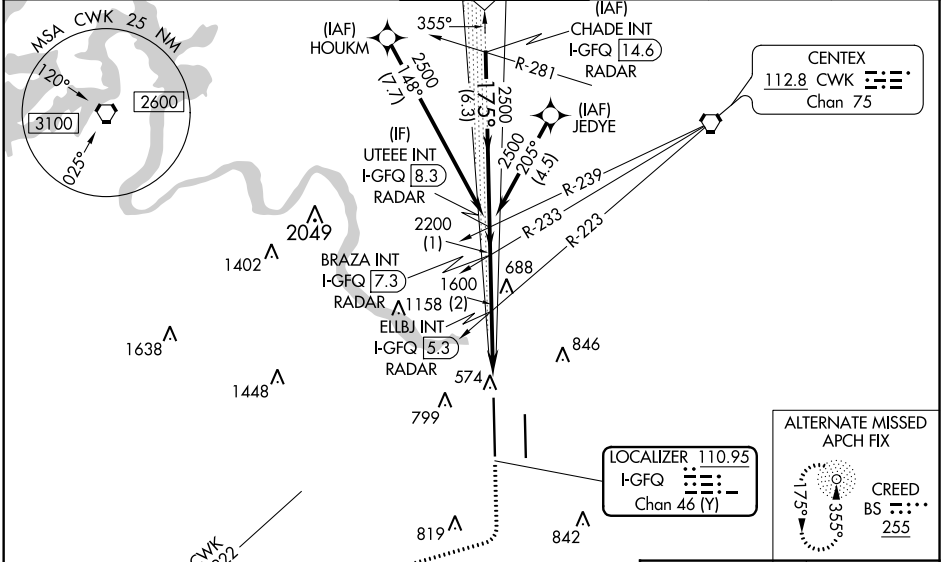 MSA CWK 25 NM
120°
3100
2600
025°
(IAF)
HOUKM
2500
148°
(7.7)
355°
(IAF)
CHADE INT
I-GFQ 14.6
RADAR
R-281
175°
(6.3)
2500
(IAF)
JEDYE
2500
205°
(4.5)
CENTEX
112.8 CWK
Chan 75
(IF)
UTEEE INT
I-GFQ 8.3
RADAR
R-239
R-233
R-223
2200
(1)
2049
1402
BRAZA INT
I-GFQ 7.3
RADAR
1600
(2)
688
1158
ELLBJ INT
I-GFQ 5.3
RADAR
1638
846
1448
574
799
LOCALIZER 110.95
I-GFQ
Chan 46 (Y)
ALTERNATE MISSED
APCH FIX
175°
355°
CREED
BS
255
819
842
CWK